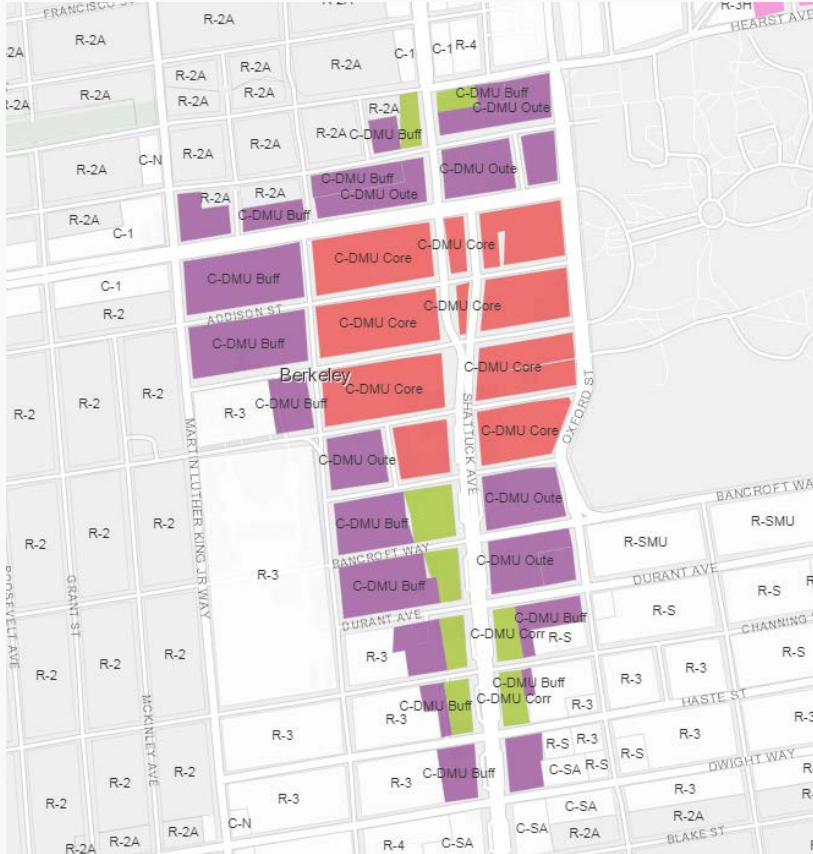 FRANCISCO ST
R-2A
C-1
R-4
R-3H
HEARST AVE
2A
R-2A
R-2A
R-2A
R-2A
R-2A
R-2A
R-2A
R-2A
R-2A
R-2A
C-DMU Buff
C-DMU Oute
R-2A
C-DMU Buff
R-2A
C-N
R-2A
R-2A
C-DMU Buff
C-DMU Oute
C-DMU Oute
R-2A
R-2A
C-DMU Buff
R-2A
C-1
C-DMU Core
C-DMU Core
C-DMU Buff
C-1
R-2
ADDISON ST
C-DMU Core
C-DMU Core
C-DMU Buff
Berkeley
C-DMU Core
C-DMU Core
R-2
R-2
R-2
R-3
C-DMU Buff
MARTIN LUTHER KING JR WAY
SHATTUCK AVE
OXFORD ST
C-DMU Core
C-DMU Oute
R-2
R-2
R-2
C-DMU Oute
BANCROFT WA
C-DMU Buff
R-SMU
R-SMU
BANCROFT WAY
R-2
R-2
R-2
R-3
C-DMU Buff
C-DMU Oute
DURANT AVE
ROOSEVELT AVE
GRANT ST
R-S
R-S
DURANT AVE
C-DMU Buff
C-DMU Corr
R-S
CHANNING
R-S
R-2
R-2
R-2
R-3
C-DMU Buff
C-DMU Corr
R-3
R-3
R-3
MCKINLEY AVE
C-DMU Buff
R-3
R-3
HASTE ST
R-3
R-3
R-S
R-3
R-S
R-3
C-DMU Buff
C-SA
R-S
DWIGHT WAY
R-2
R-2
R-2
R-3
R-3
R-3
C-SA
C-N
R-2A
R-2A
R-2A
R-2A
R-4
C-SA
C-SA
R-2A
BLAKE ST